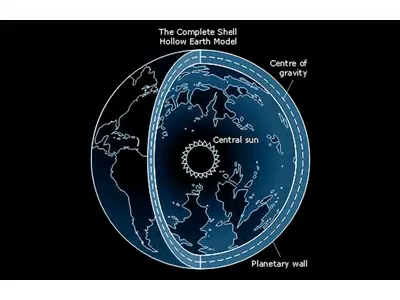 The Complete Shell
Hollow Earth Model
Centre of
gravity
Central sun
Planetary wall